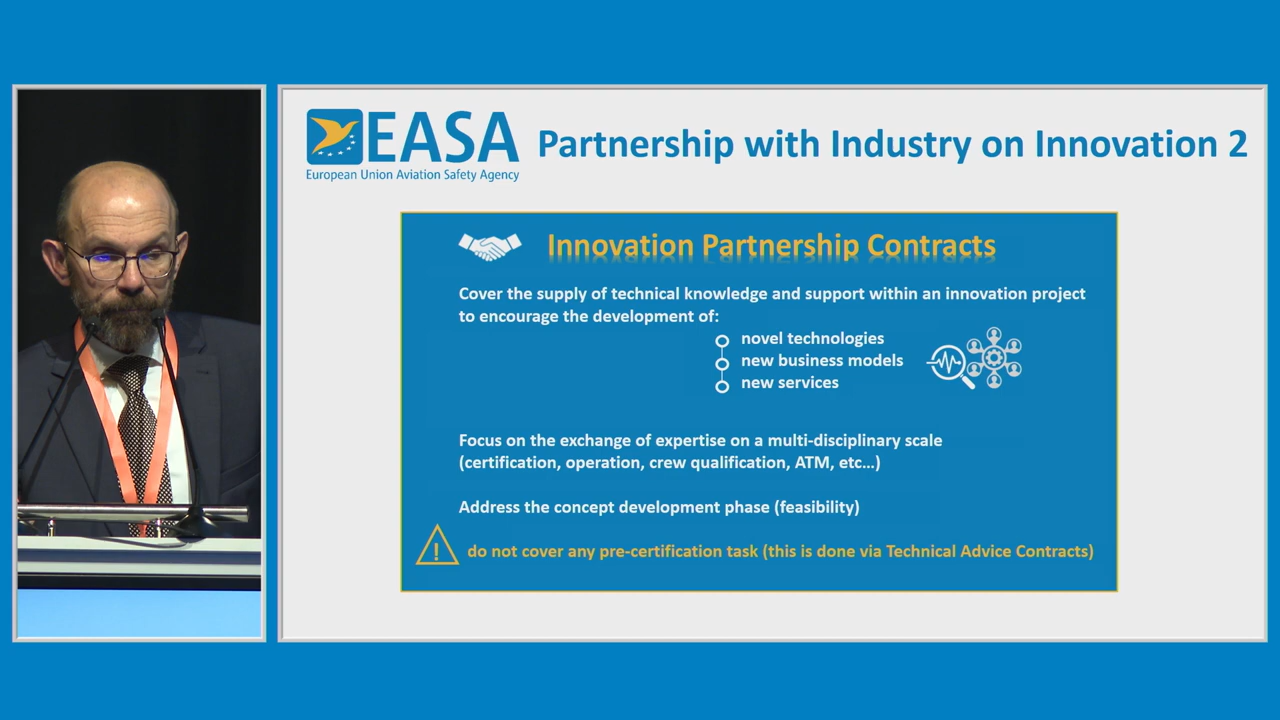 EASA
European Union Aviation Safety Agency
Partnership with Industry on Innovation 2
Innovation Partnership Contracts
Cover the supply of technical knowledge and support within an innovation project
to encourage the development of:
novel technologies
new business models
new services
Focus on the exchange of expertise on a multi-disciplinary scale
(certification, operation, crew qualification, ATM, etc...)
Address the concept development phase (feasibility)
!
do not cover any pre-certification task (this is done via Technical Advice Contracts)